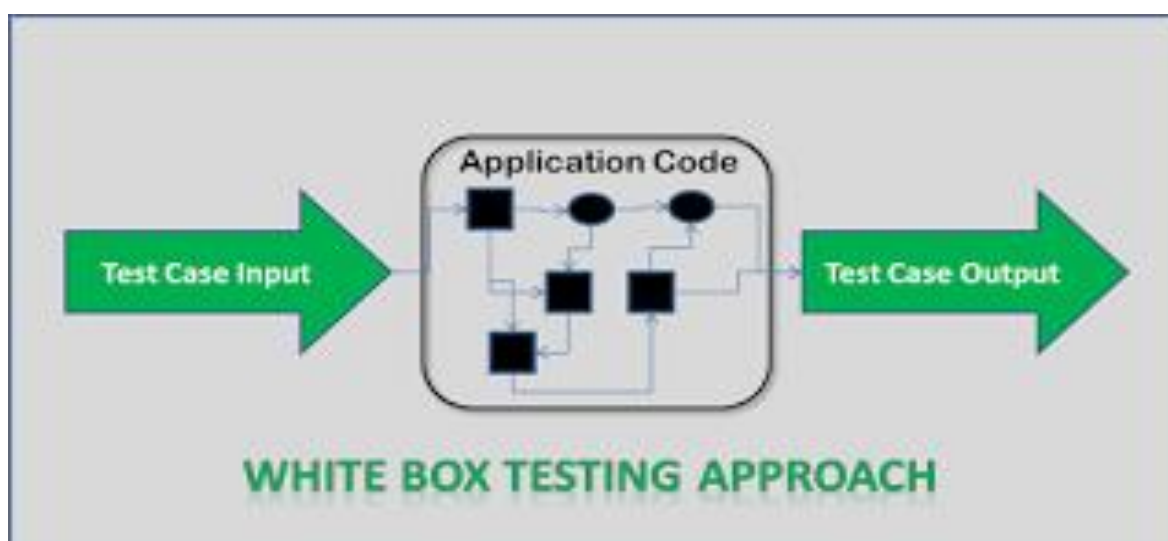 Application Code
Test Case Input
Test Case Output
WHITE BOX TESTING APPROACH